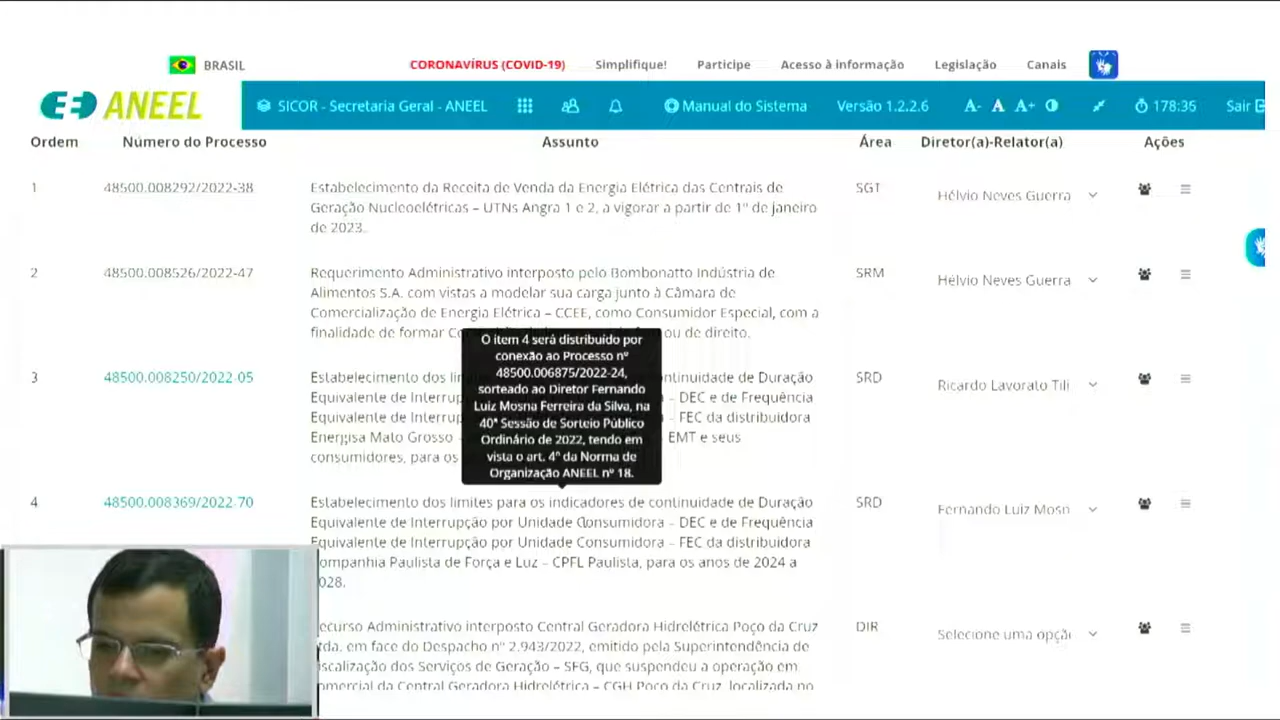 BRASIL
CORONAVÍRUS (COVID-19) Simplifique! Participe Acesso à informação Legislação Canais
ANEEL
SICOR - Secretaria Geral - ANEEL Manual do Sistema Versão 1.2.2.6 A- A A+ 178:36 Sair
Ordem Número do Processo Assunto Área Diretor(a)-Relator(a) Ações
1 48500.008292/2022-38 Estabelecimento da Receita de Venda da Energia Elétrica das Centrais de SGT Hélvio Neves Guerra
Geração Nucleoelétricas – UTNs Angra 1 e 2, a vigorar a partir de 1º de janeiro
de 2023.
2 48500.008526/2022-47 Requerimento Administrativo interposto pelo Bombonatto Indústria de SRM Hélvio Neves Guerra
Alimentos S.A. com vistas a modelar sua carga junto à Câmara de
Comercialização de Energia Elétrica – CCEE, como Consumidor Especial, com a
finalidade de formar ou de direito.
O item 4 será distribuído por
conexão ao Processo nº
48500.006875/2022-24,
sorteado ao Diretor Fernando
Luiz Mosna Ferreira da Silva, na
40ª Sessão de Sorteio Público
Ordinário de 2022, tendo em
vista o art. 4º da Norma de
Organização ANEEL nº 18.
3 48500.008250/2022-05 Estabelecimento dos ntinuidade de Duração SRD Ricardo Lavorato Tili
Equivalente de Interrup – DEC e de Frequência
Equivalente de Interrup – FEC da distribuidora
Energisa Mato Grosso – EMT e seus
consumidores, para os
4 48500.008369/2022-70 Estabelecimento dos limites para os indicadores de continuidade de Duração SRD Fernando Luiz Mosn
Equivalente de Interrupção por Unidade Consumidora – DEC e de Frequência
Equivalente de Interrupção por Unidade Consumidora – FEC da distribuidora
ompanhia Paulista de Força e Luz – CPFL Paulista, para os anos de 2024 a
028.
ecurso Administrativo interposto Central Geradora Hidrelétrica Poço da Cruz DIR Selecione uma opçã
tda. em face do Despacho nº 2.943/2022, emitido pela Superintendência de
iscalização dos Serviços de Geração – SFG, que suspendeu a operação em
omercial da Central Geradora Hidrelétrica – CGH Poço da Cruz, localizada no